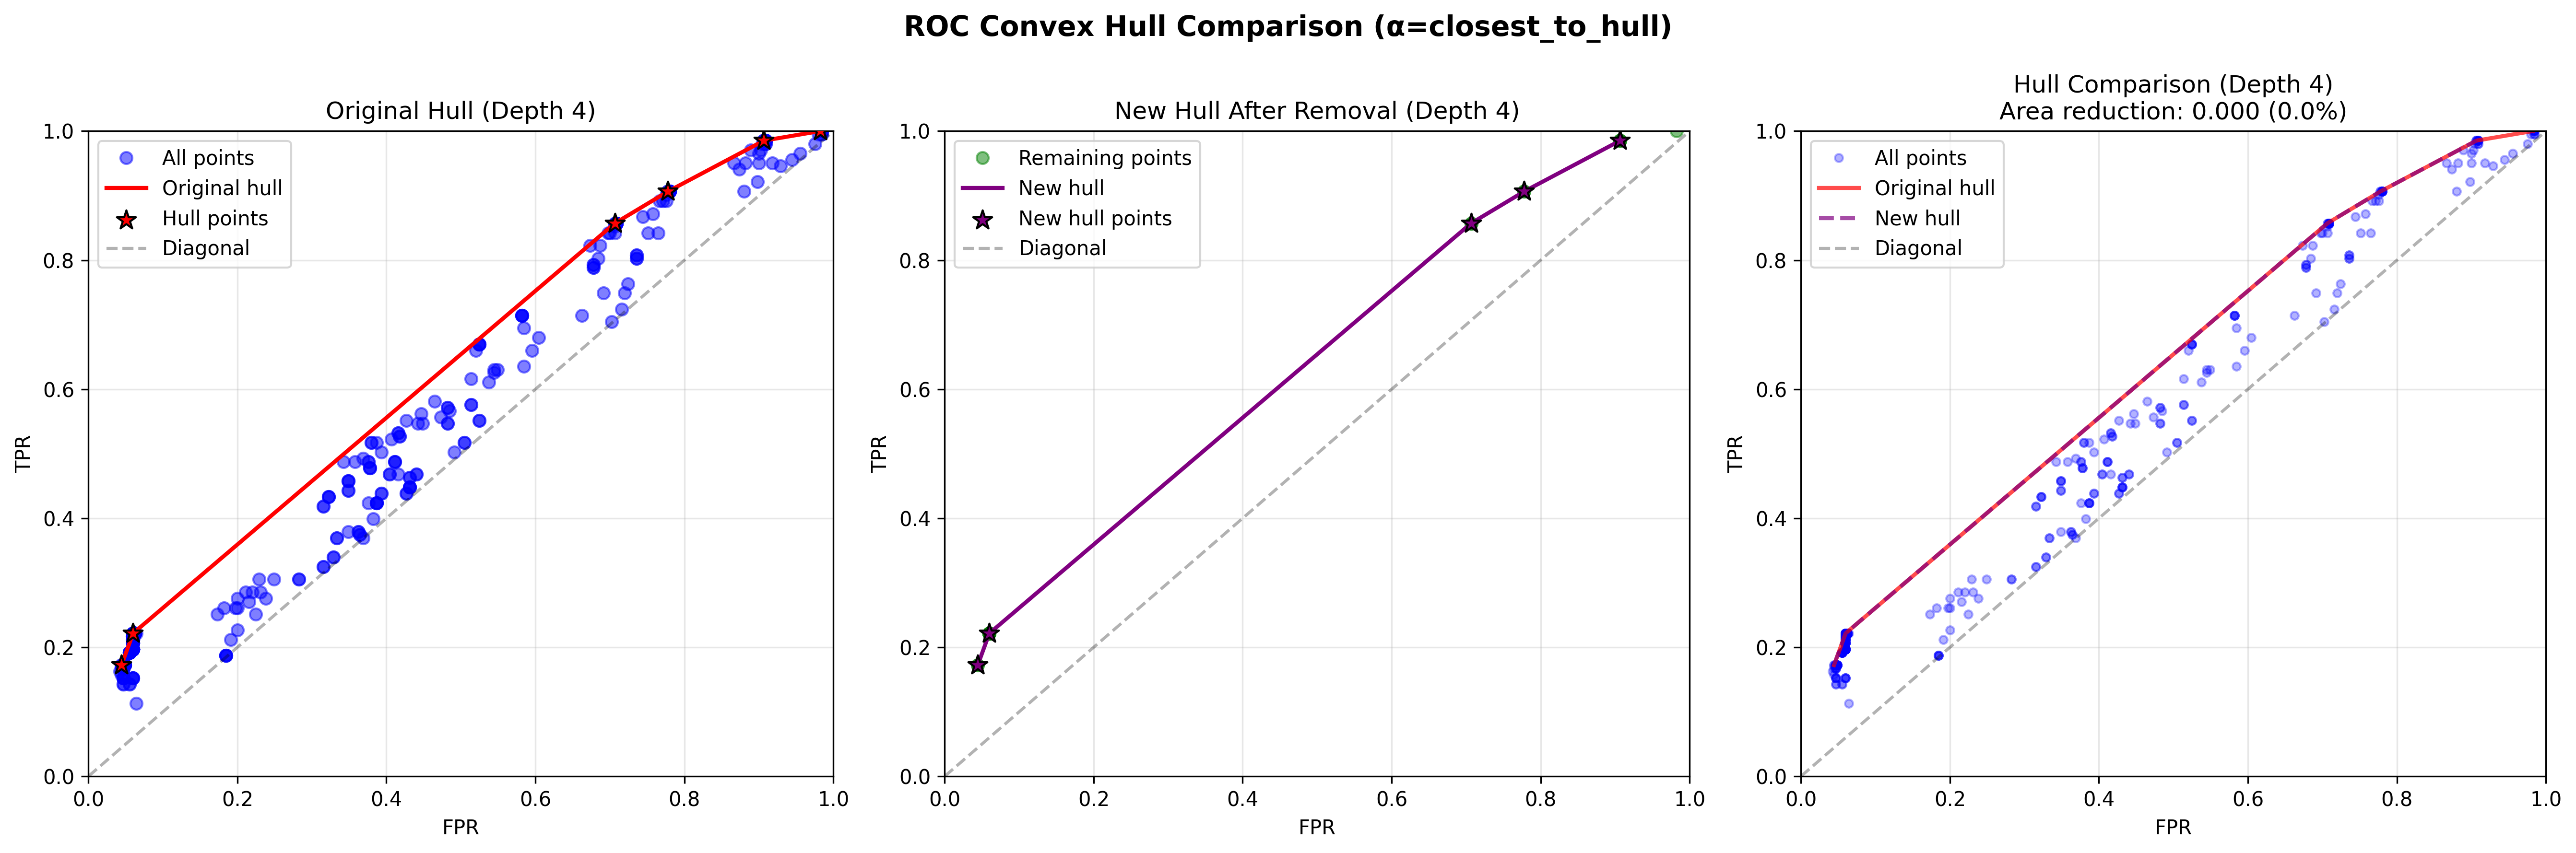 ROC Convex Hull Comparison (α=closest_to_hull)
Original Hull (Depth 4)
All points
Original hull
Hull points
Diagonal
1.0
0.8
0.6
0.4
0.2
0.0
TPR
0.0 0.2 0.4 0.6 0.8 1.0
FPR
New Hull After Removal (Depth 4)
Remaining points
New hull
New hull points
Diagonal
1.0
0.8
0.6
0.4
0.2
0.0
TPR
0.0 0.2 0.4 0.6 0.8 1.0
FPR
Hull Comparison (Depth 4)
Area reduction: 0.000 (0.0%)
All points
Original hull
New hull
Diagonal
1.0
0.8
0.6
0.4
0.2
0.0
TPR
0.0 0.2 0.4 0.6 0.8 1.0
FPR